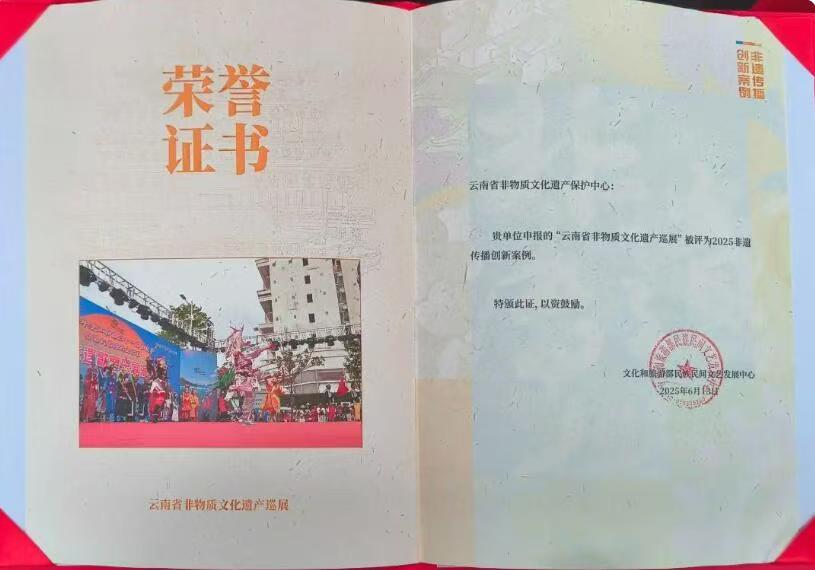 荣誉
证书
云南省非物质文化遗产巡展
非遗传播
创新案例
云南省非物质文化遗产保护中心：
贵单位申报的“云南省非物质文化遗产巡展”被评为2025非遗
传播创新案例。
特颁此证，以资鼓励。
文化和旅游部民族民间文艺发展中心
2025年6月13日